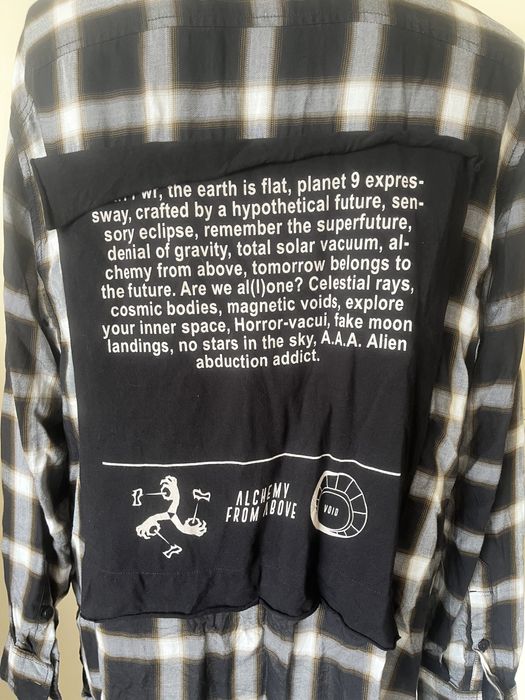 the earth is flat, planet 9 expres-
sway, crafted by a hypothetical future, sen-
sory eclipse, remember the superfuture,
denial of gravity, total solar vacuum, al-
chemy from above, tomorrow belongs to
the future. Are we al(l)one? Celestial rays,
cosmic bodies, magnetic voids, explore
your inner space, Horror-vacui, fake moon
landings, no stars in the sky, A.A.A. Alien
abduction addict.
ALCHEMY
FROM ABOVE
VOID